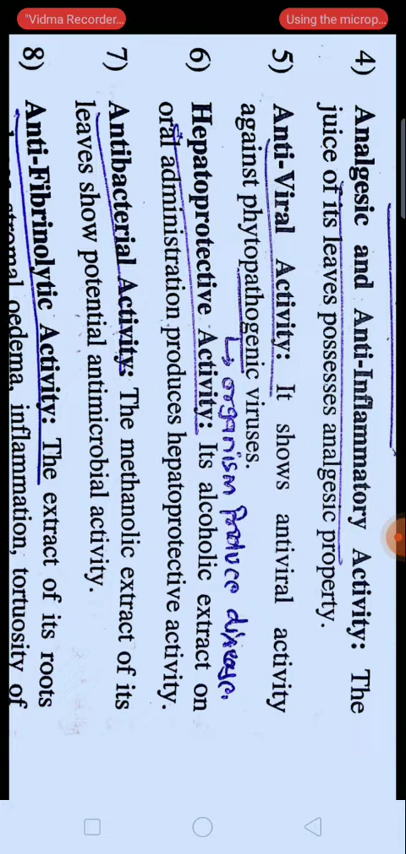 "Vidma Recorder...
Using the microp...
4) Analgesic and Anti-Inflammatory Activity: The
juice of its leaves possesses analgesic property.
5) Anti-Viral Activity: It shows antiviral activity
against phytopathogenic viruses.
↳ organism produce disease.
6) Hepatoprotective Activity: Its alcoholic extract on
oral administration produces hepatoprotective activity.
7) Antibacterial Activity: The methanolic extract of its
leaves show potential antimicrobial activity.
8) Anti-Fibrinolytic Activity: The extract of its roots
stromal oedema, inflammation, tortuosity of